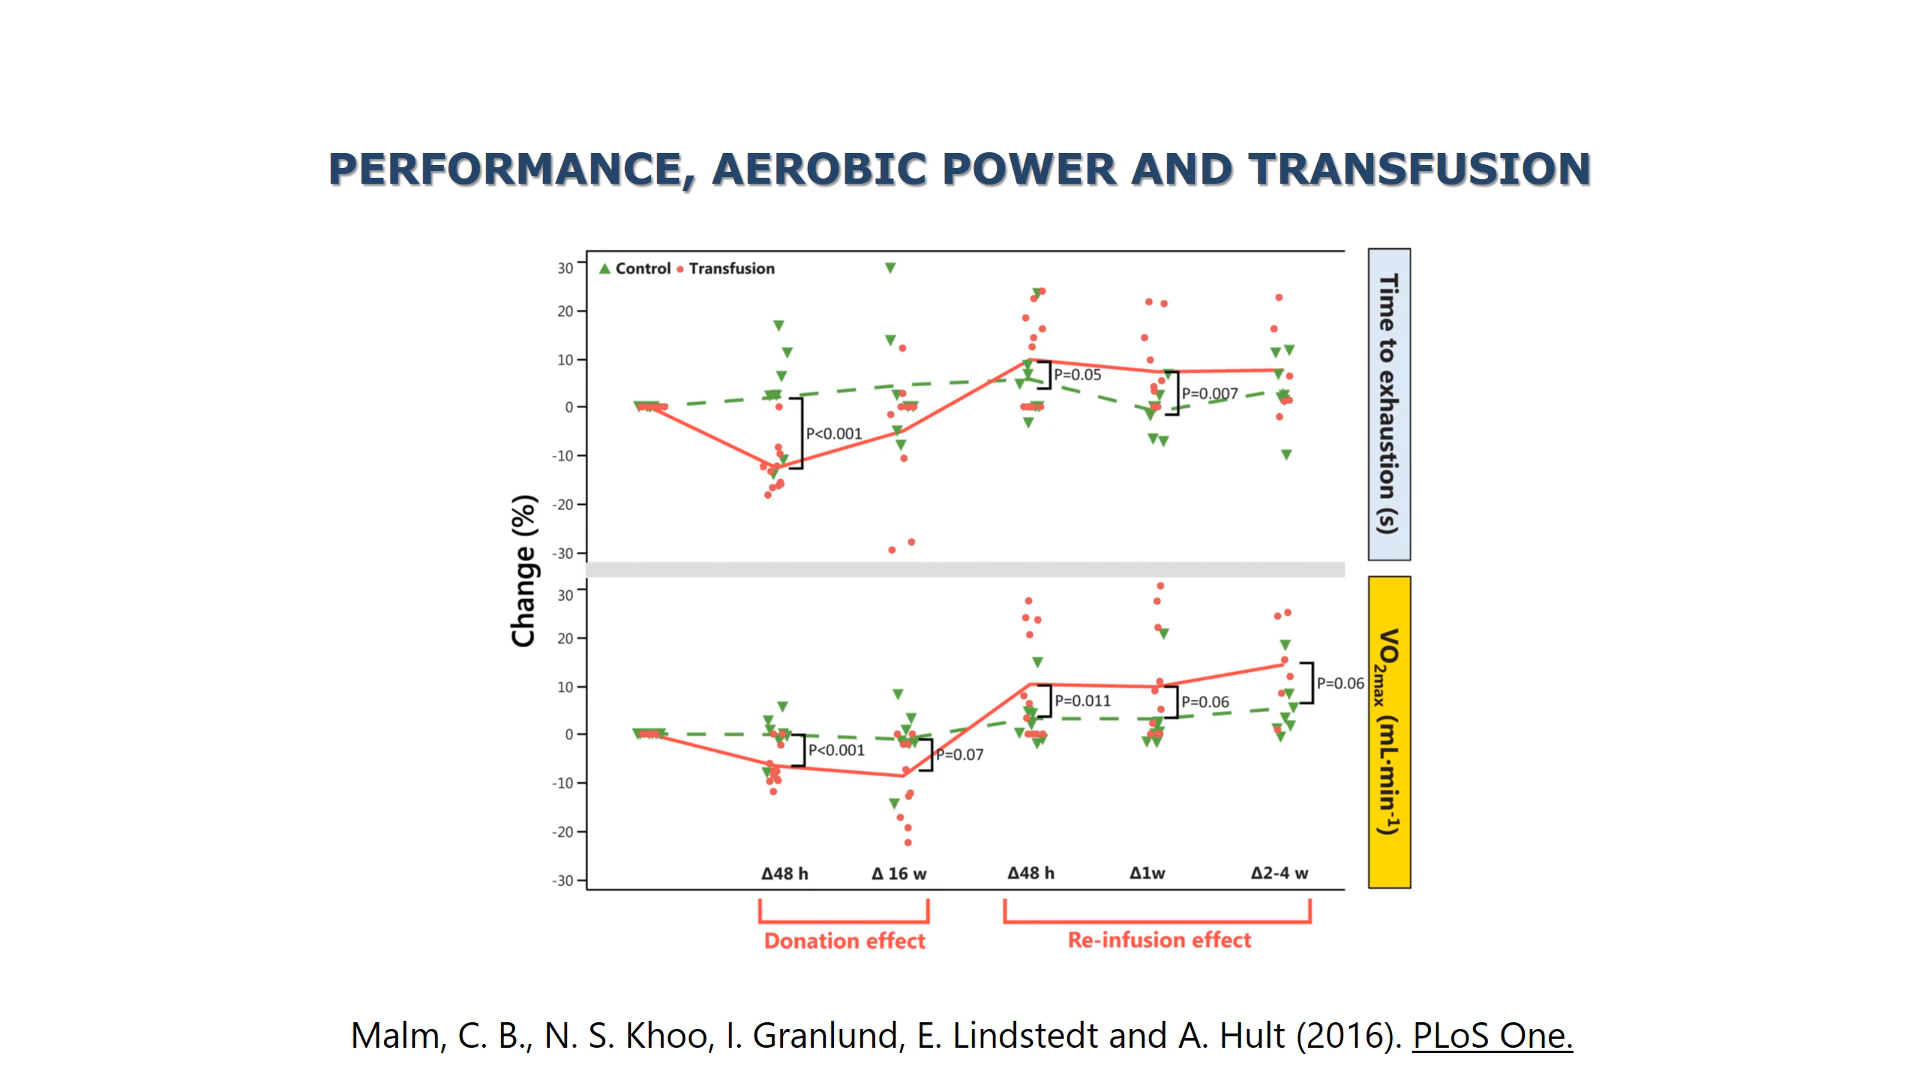 PERFORMANCE, AEROBIC POWER AND TRANSFUSION
Control Transfusion
30
20
10
0
-10
-20
-30
P<0.001
P=0.05
P=0.007
Time to exhaustion (s)
Change (%)
30
20
10
0
-10
-20
-30
P<0.001
P=0.07
P=0.011
P=0.06
P=0.06
VO2max (mL·min-1)
Δ48 h Δ 16 w Δ48 h Δ1w Δ2-4 w
Donation effect Re-infusion effect
Malm, C. B., N. S. Khoo, I. Granlund, E. Lindstedt and A. Hult (2016). PLoS One.